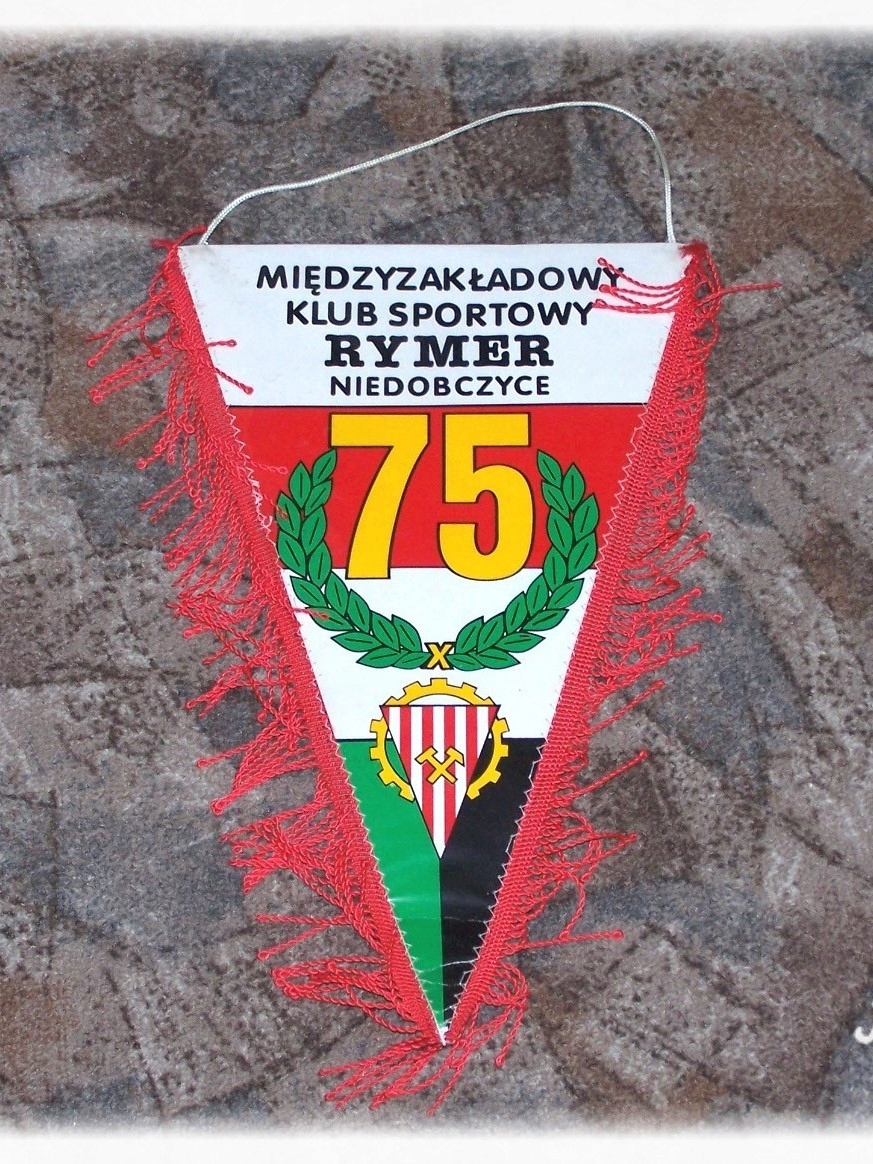 MIĘDZYZAKŁADOWY
KLUB SPORTOWY
RYMER
NIEDOBCZYCE
75
X